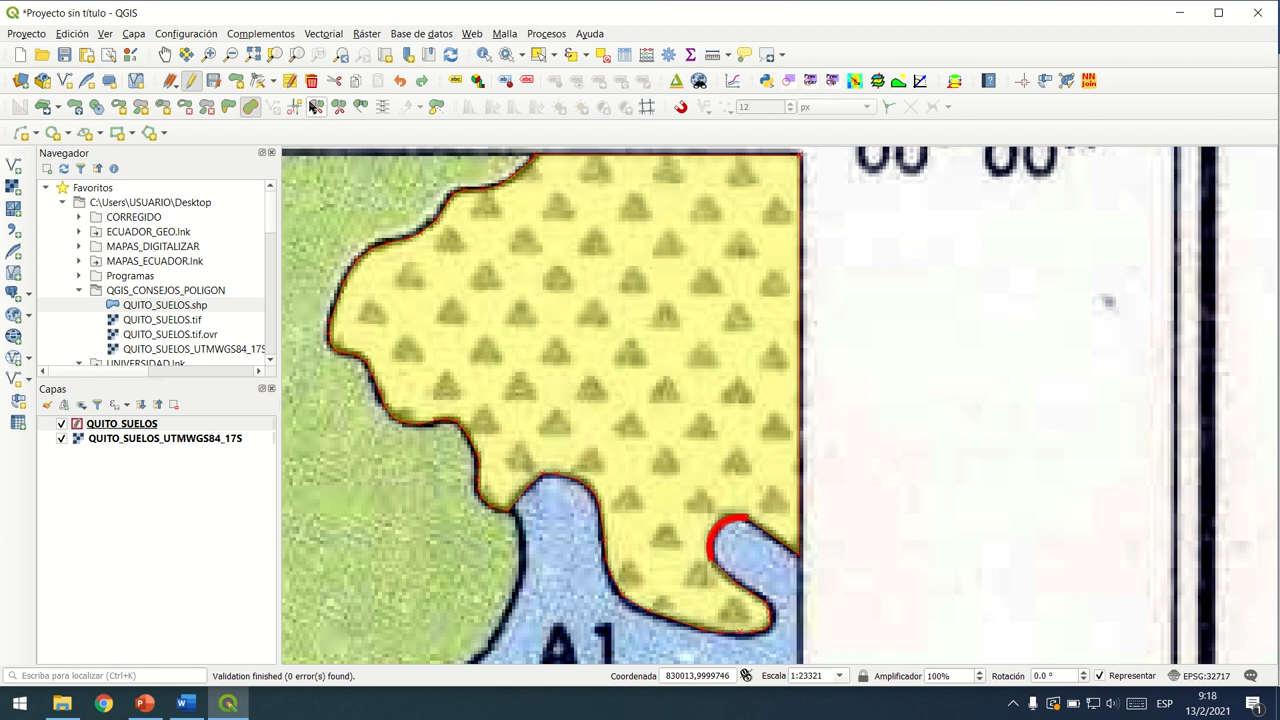 *Proyecto sin título - QGIS
Proyecto Edición Ver Capa Configuración Complementos Vectorial Ráster Base de datos Web Malla Procesos Ayuda
12 px
Navegador
Favoritos
C:\Users\USUARIO\Desktop
CORREGIDO
ECUADOR_GEO.lnk
MAPAS_DIGITALIZAR
MAPAS_ECUADOR.lnk
Programas
QGIS_CONSEJOS_POLIGON
QUITO_SUELOS.shp
QUITO_SUELOS.tif
QUITO_SUELOS.tif.ovr
QUITO_SUELOS_UTMWGS84_17S
UNIVERSIDAD.lnk
Capas
QUITO_SUELOS
QUITO_SUELOS_UTMWGS84_17S
A1
Escriba para localizar (Ctrl+K) Validation finished (0 error(s) found). Coordenada 830013,9999746 Escala 1:23321 Amplificador 100% Rotación 0.0 ° Representar EPSG:32717
ESP
9:18
13/2/2021